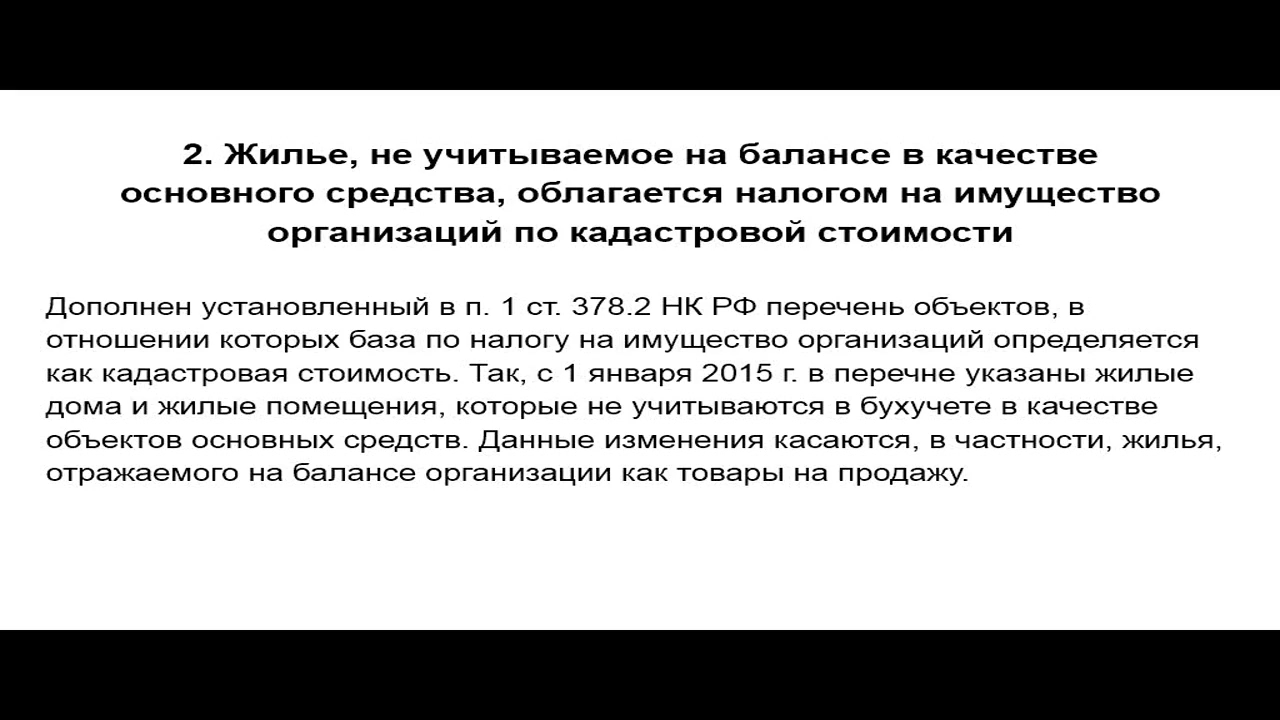 2. Жилье, не учитываемое на балансе в качестве
основного средства, облагается налогом на имущество
организаций по кадастровой стоимости
Дополнен установленный в п. 1 ст. 378.2 НК РФ перечень объектов, в
отношении которых база по налогу на имущество организаций определяется
как кадастровая стоимость. Так, с 1 января 2015 г. в перечне указаны жилые
дома и жилые помещения, которые не учитываются в бухучете в качестве
объектов основных средств. Данные изменения касаются, в частности, жилья,
отражаемого на балансе организации как товары на продажу.